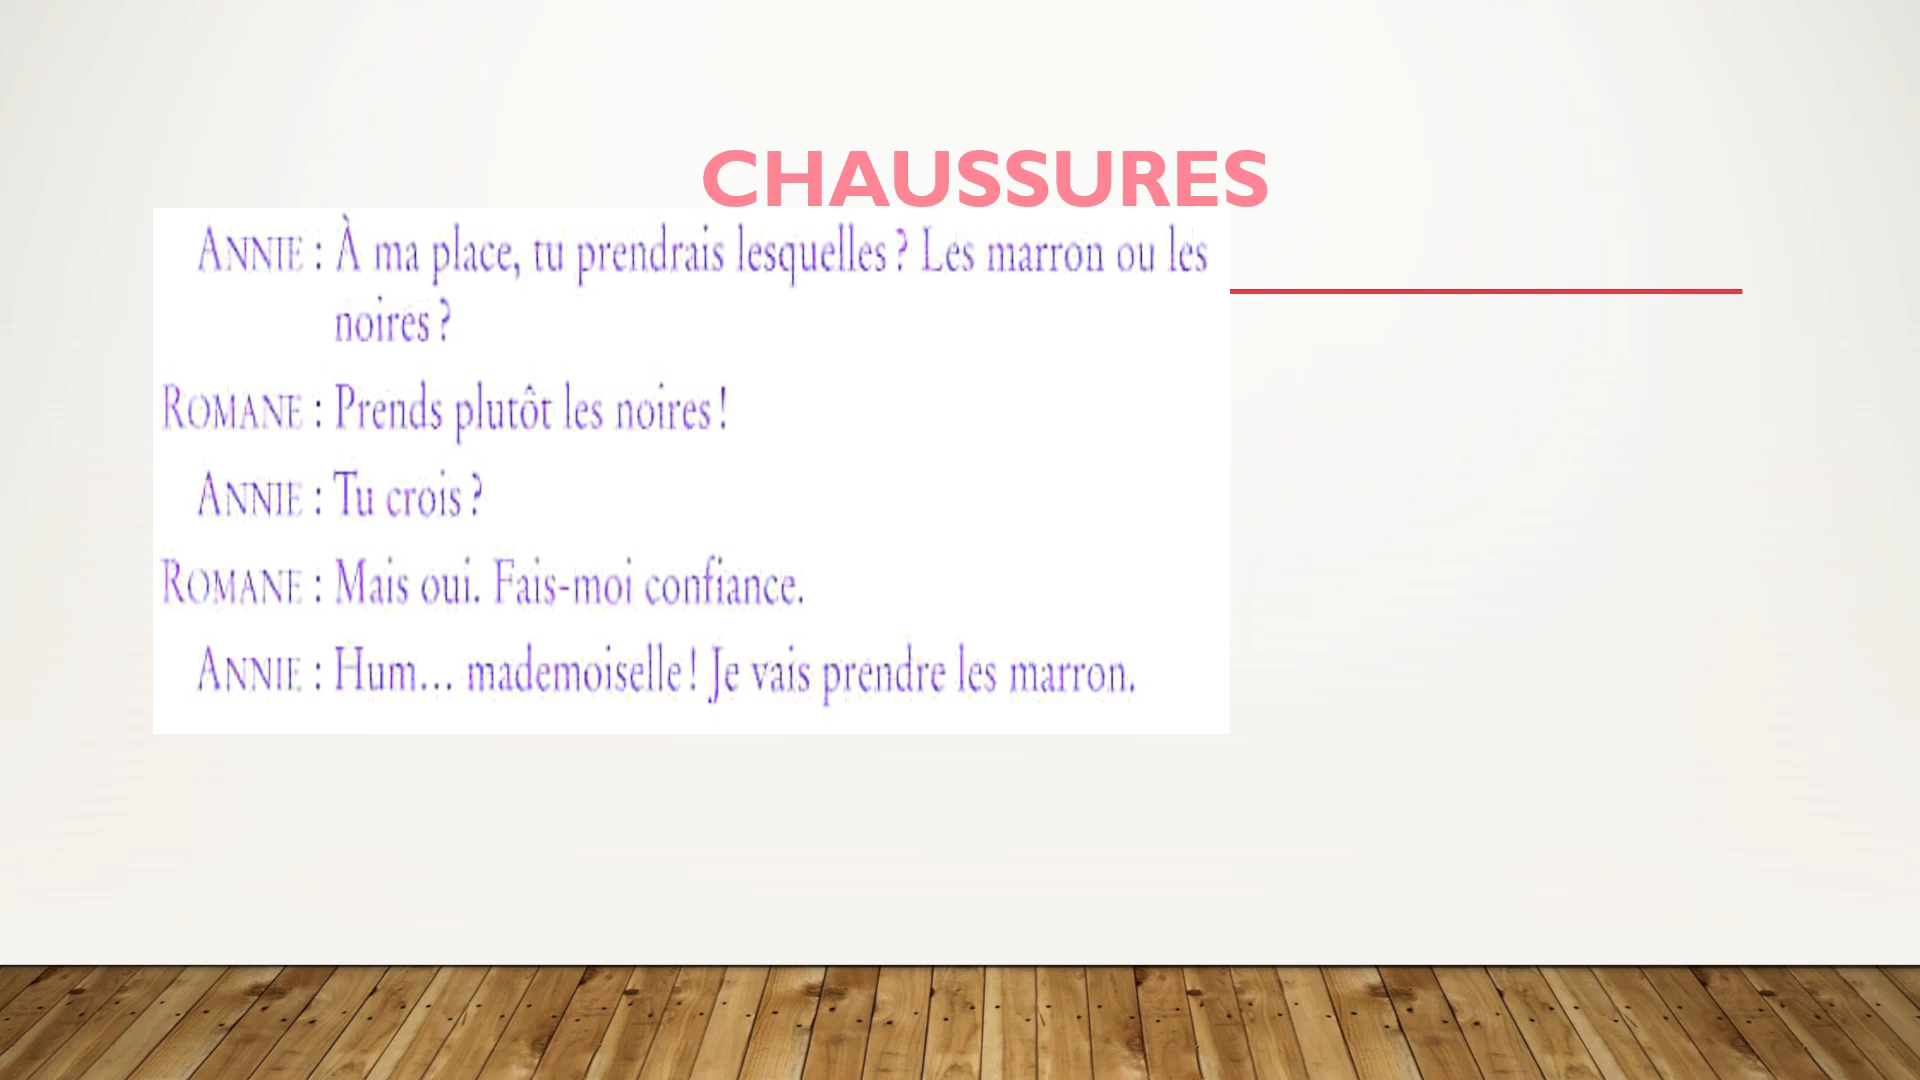 CHAUSSURES
ANNIE : À ma place, tu prendrais lesquelles ? Les marron ou les
noires ?
ROMANE : Prends plutôt les noires !
ANNIE : Tu crois ?
ROMANE : Mais oui. Fais-moi confiance.
ANNIE : Hum... mademoiselle ! Je vais prendre les marron.